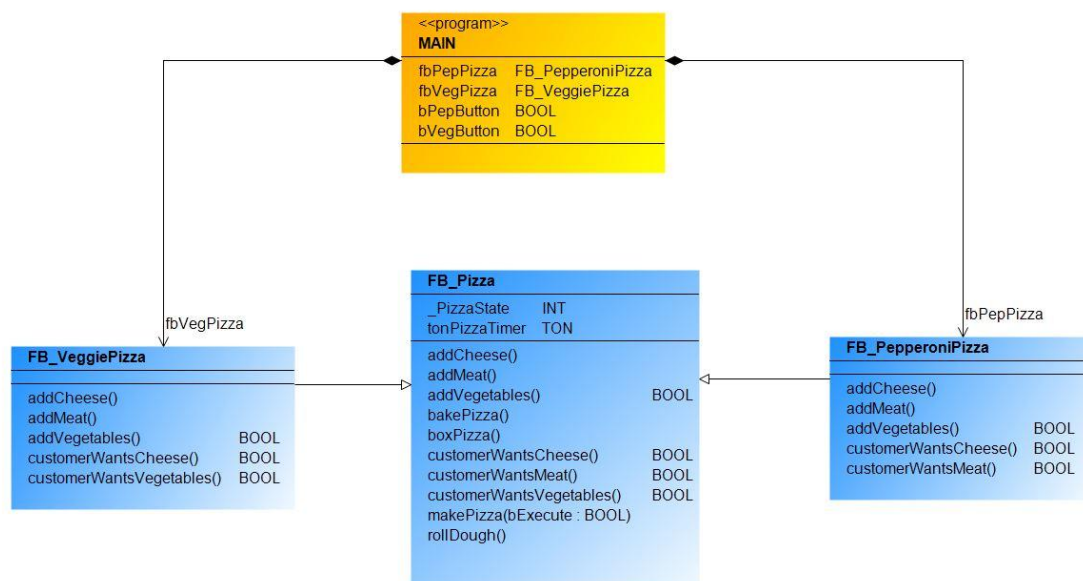 <<program>>
MAIN
fbPepPizza FB_PepperoniPizza
fbVegPizza FB_VeggiePizza
bPepButton BOOL
bVegButton BOOL
fbVegPizza
fbPepPizza
FB_VeggiePizza
addCheese()
addMeat()
addVegetables() BOOL
customerWantsCheese() BOOL
customerWantsVegetables() BOOL
FB_Pizza
_PizzaState INT
tonPizzaTimer TON
addCheese()
addMeat()
addVegetables() BOOL
bakePizza()
boxPizza()
customerWantsCheese() BOOL
customerWantsMeat() BOOL
customerWantsVegetables() BOOL
makePizza(bExecute : BOOL)
rollDough()
FB_PepperoniPizza
addCheese()
addMeat()
addVegetables() BOOL
customerWantsCheese() BOOL
customerWantsMeat() BOOL